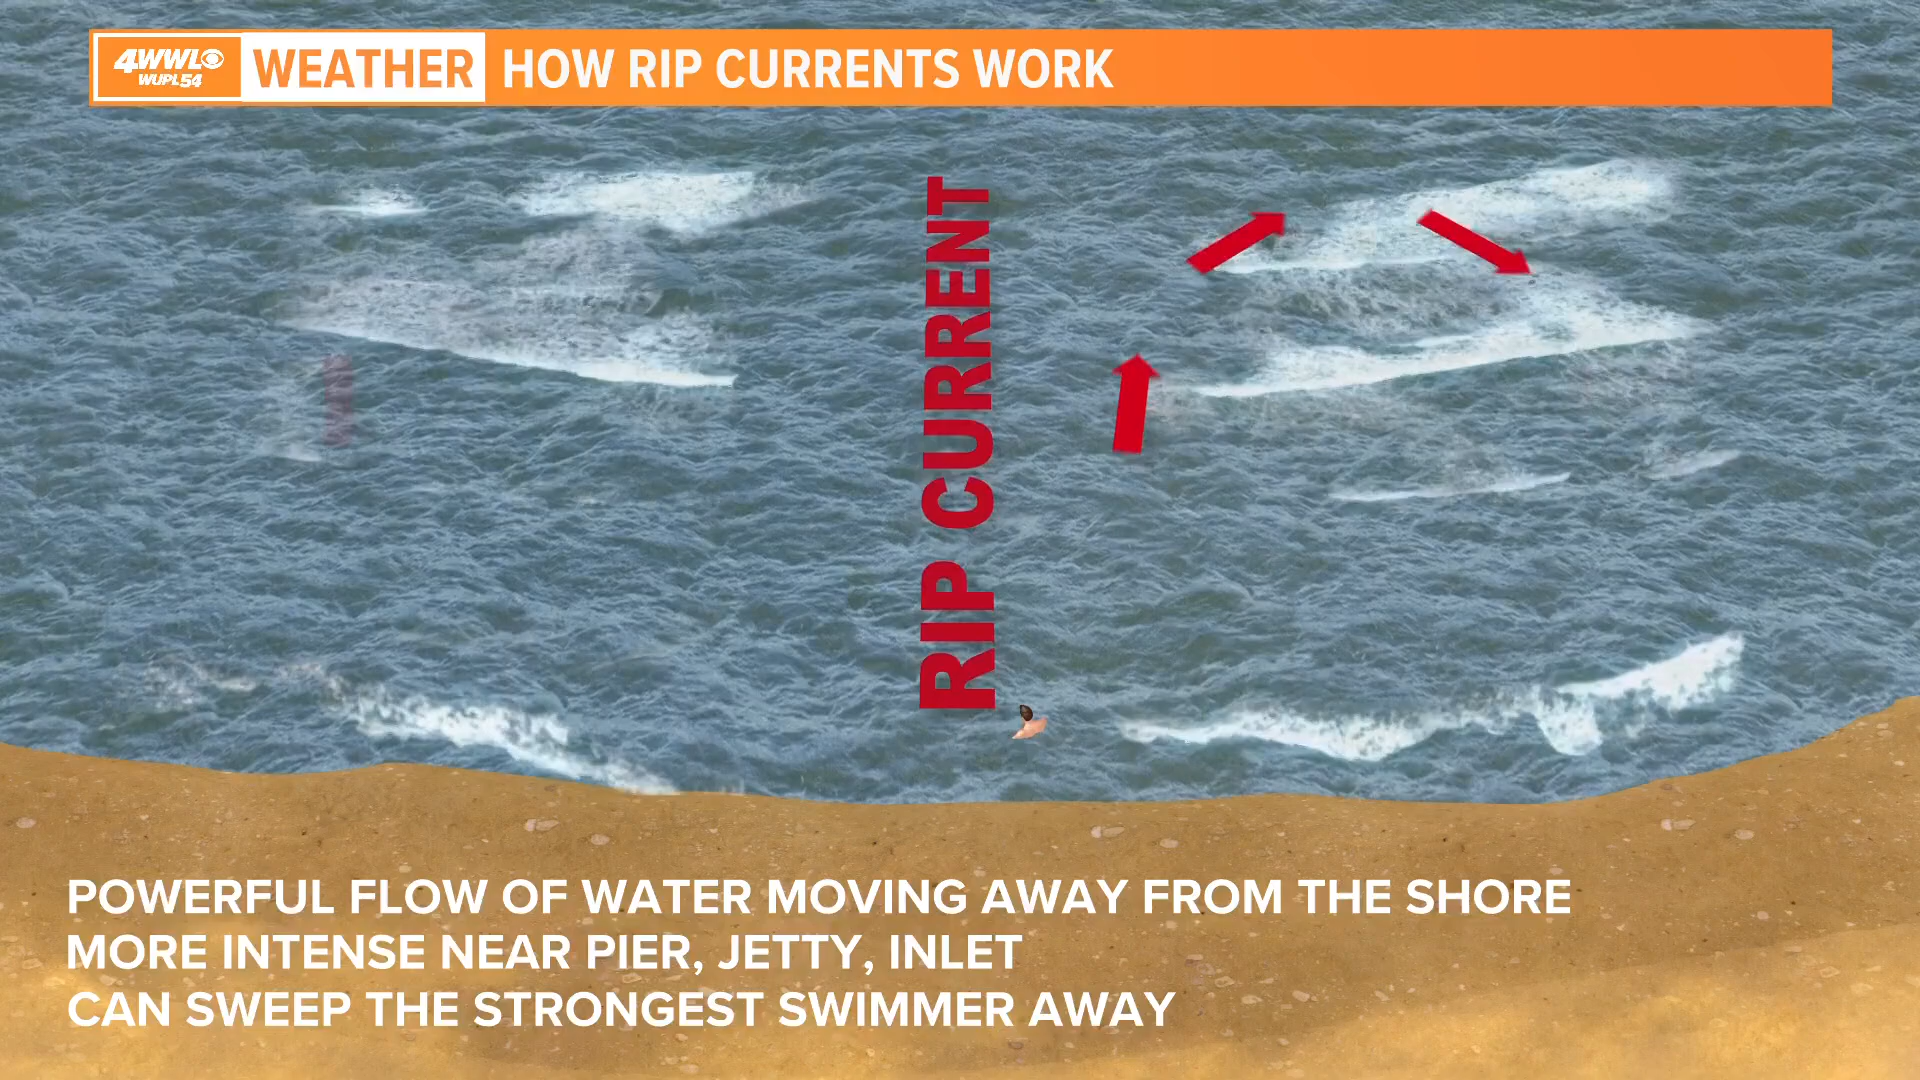 4WWL
WUPL54
WEATHER
HOW RIP CURRENTS WORK
RIP CURRENT
POWERFUL FLOW OF WATER MOVING AWAY FROM THE SHORE
MORE INTENSE NEAR PIER, JETTY, INLET
CAN SWEEP THE STRONGEST SWIMMER AWAY